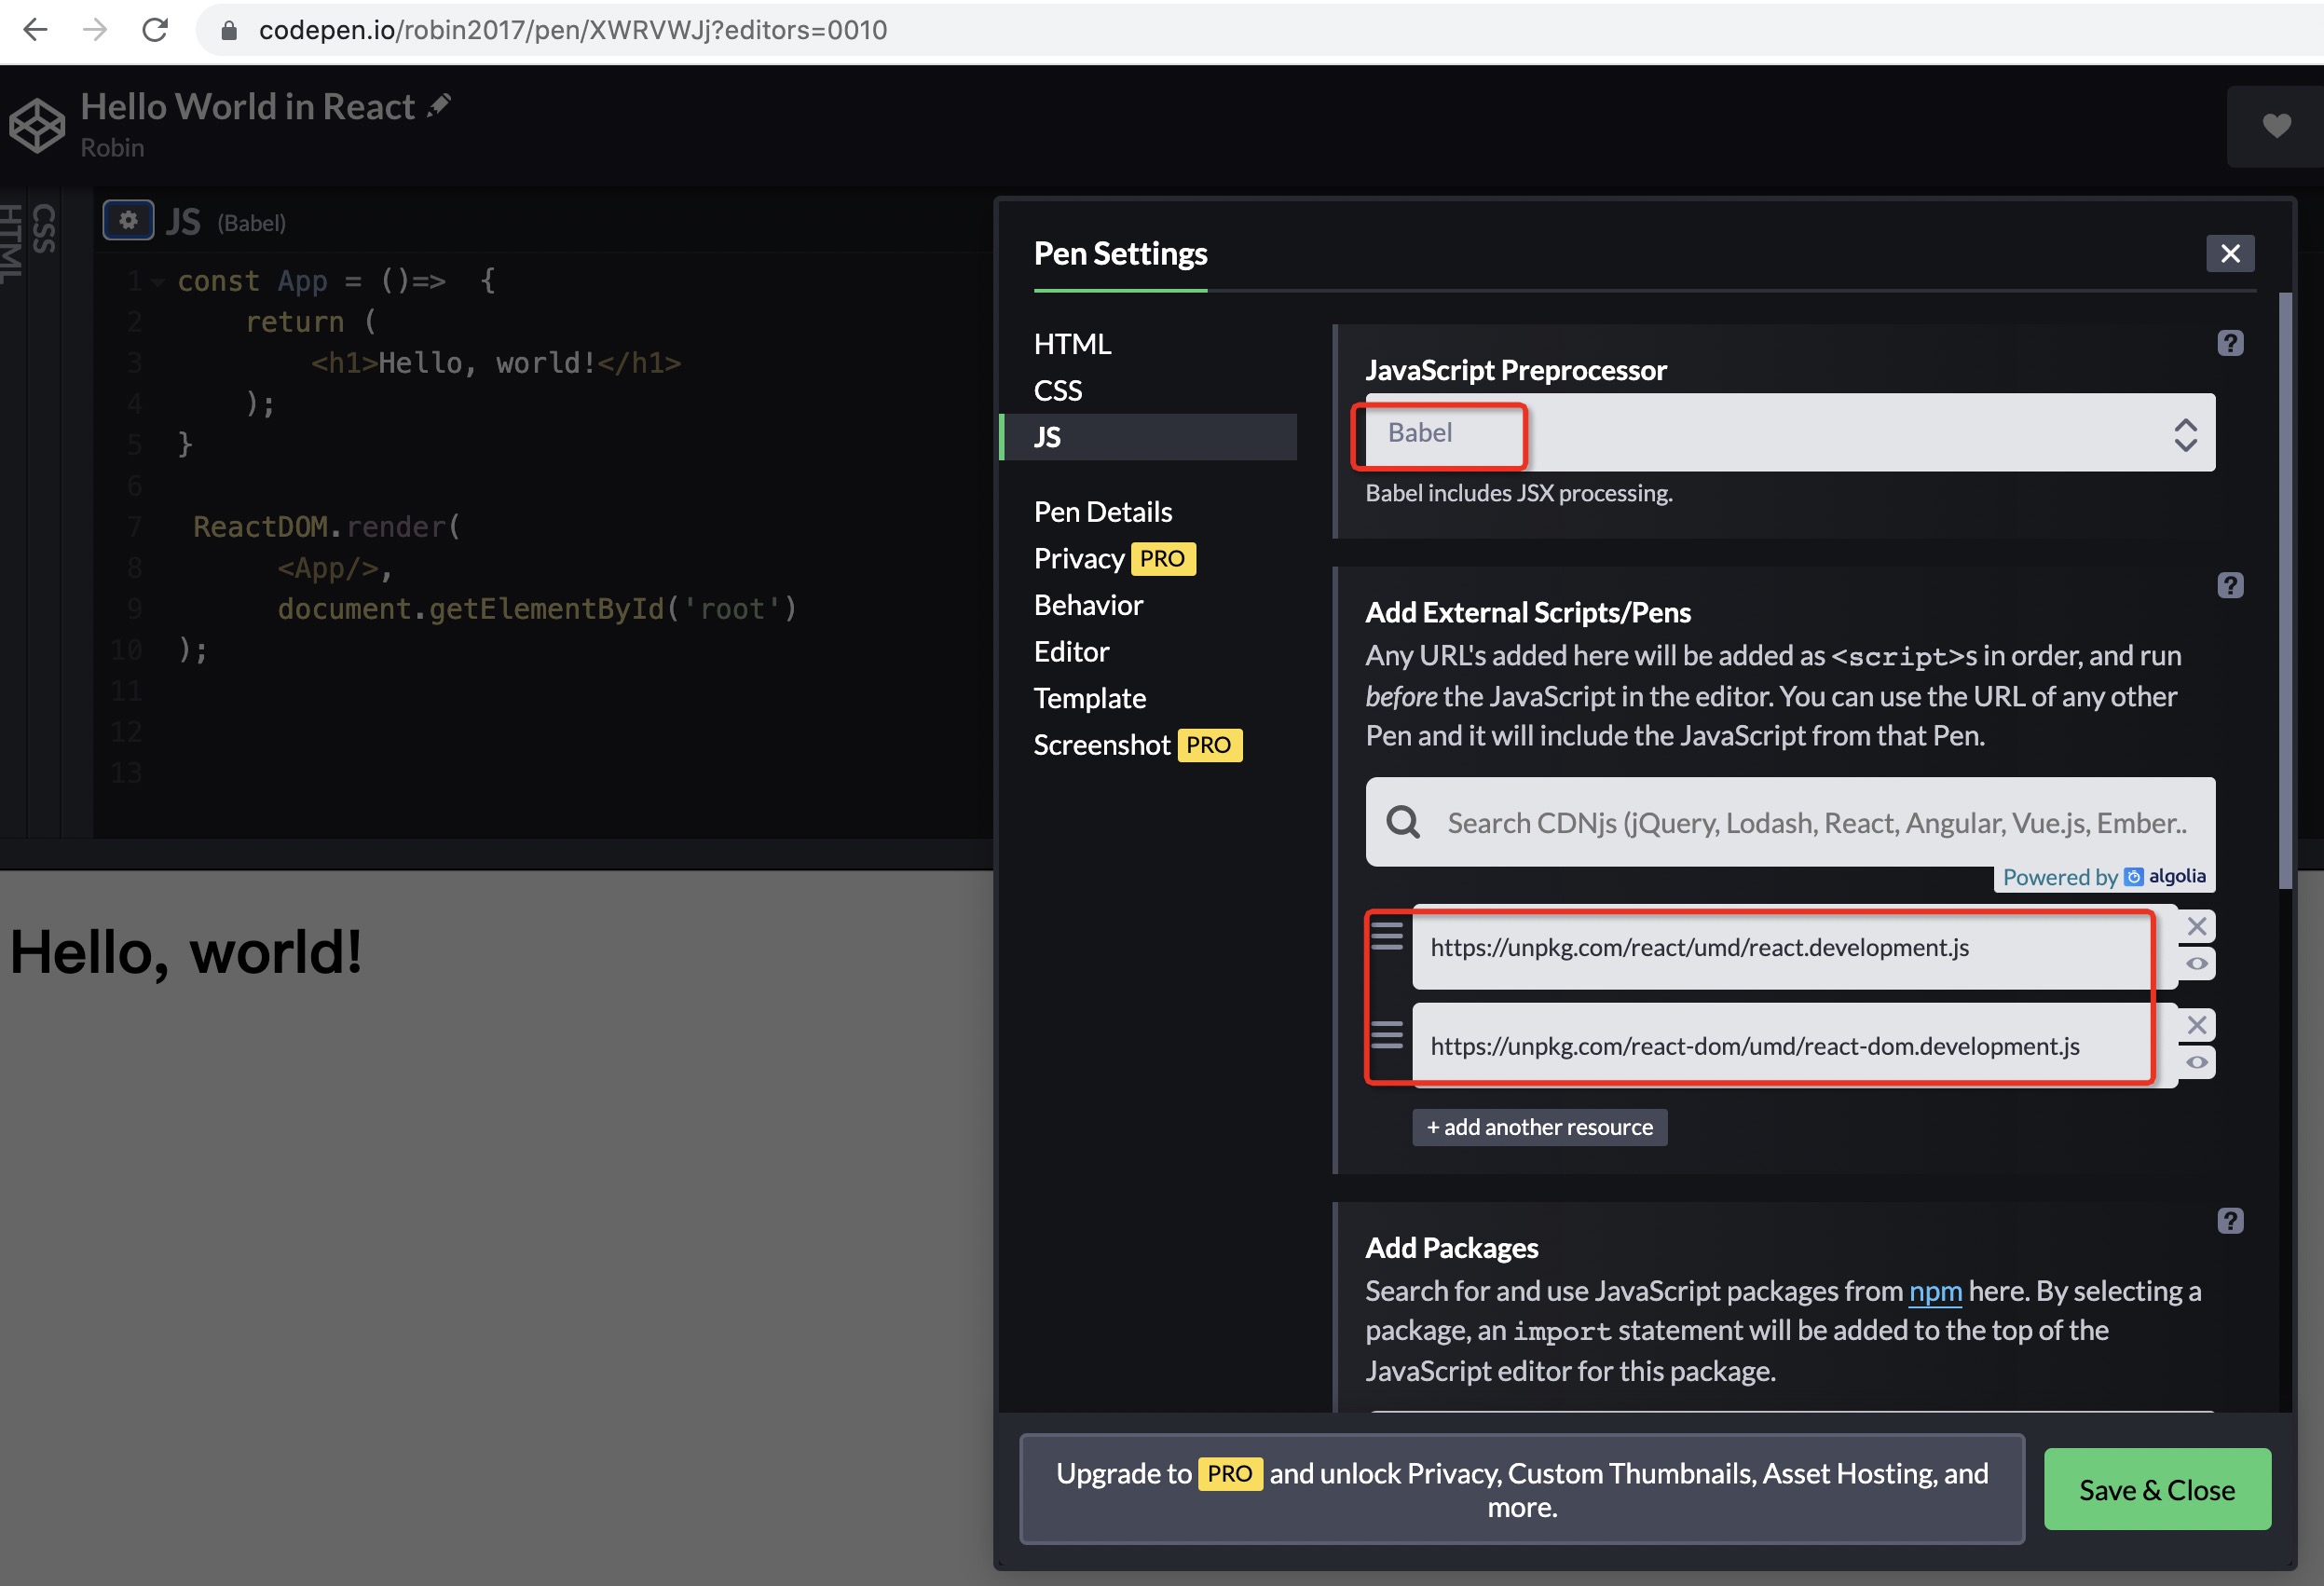 codepen.io/robin2017/pen/XWRVWJj?editors=0010
Hello World in React
Robin
HTML
CSS
JS (Babel)
1 const App = ()=>  {
2     return (
3         <h1>Hello, world!</h1>
4     );
5 }
6
7  ReactDOM.render(
8       <App/>,
9       document.getElementById('root')
10 );
11
12
13
Hello, world!
Pen Settings
HTML
CSS
JS
Pen Details
Privacy PRO
Behavior
Editor
Template
Screenshot PRO
?
JavaScript Preprocessor
Babel
Babel includes JSX processing.
?
Add External Scripts/Pens
Any URL's added here will be added as <script>s in order, and run
before the JavaScript in the editor. You can use the URL of any other
Pen and it will include the JavaScript from that Pen.
Search CDNjs (jQuery, Lodash, React, Angular, Vue.js, Ember..
Powered by algolia
https://unpkg.com/react/umd/react.development.js
https://unpkg.com/react-dom/umd/react-dom.development.js
+ add another resource
?
Add Packages
Search for and use JavaScript packages from npm here. By selecting a
package, an import statement will be added to the top of the
JavaScript editor for this package.
Upgrade to PRO and unlock Privacy, Custom Thumbnails, Asset Hosting, and
more.
Save & Close